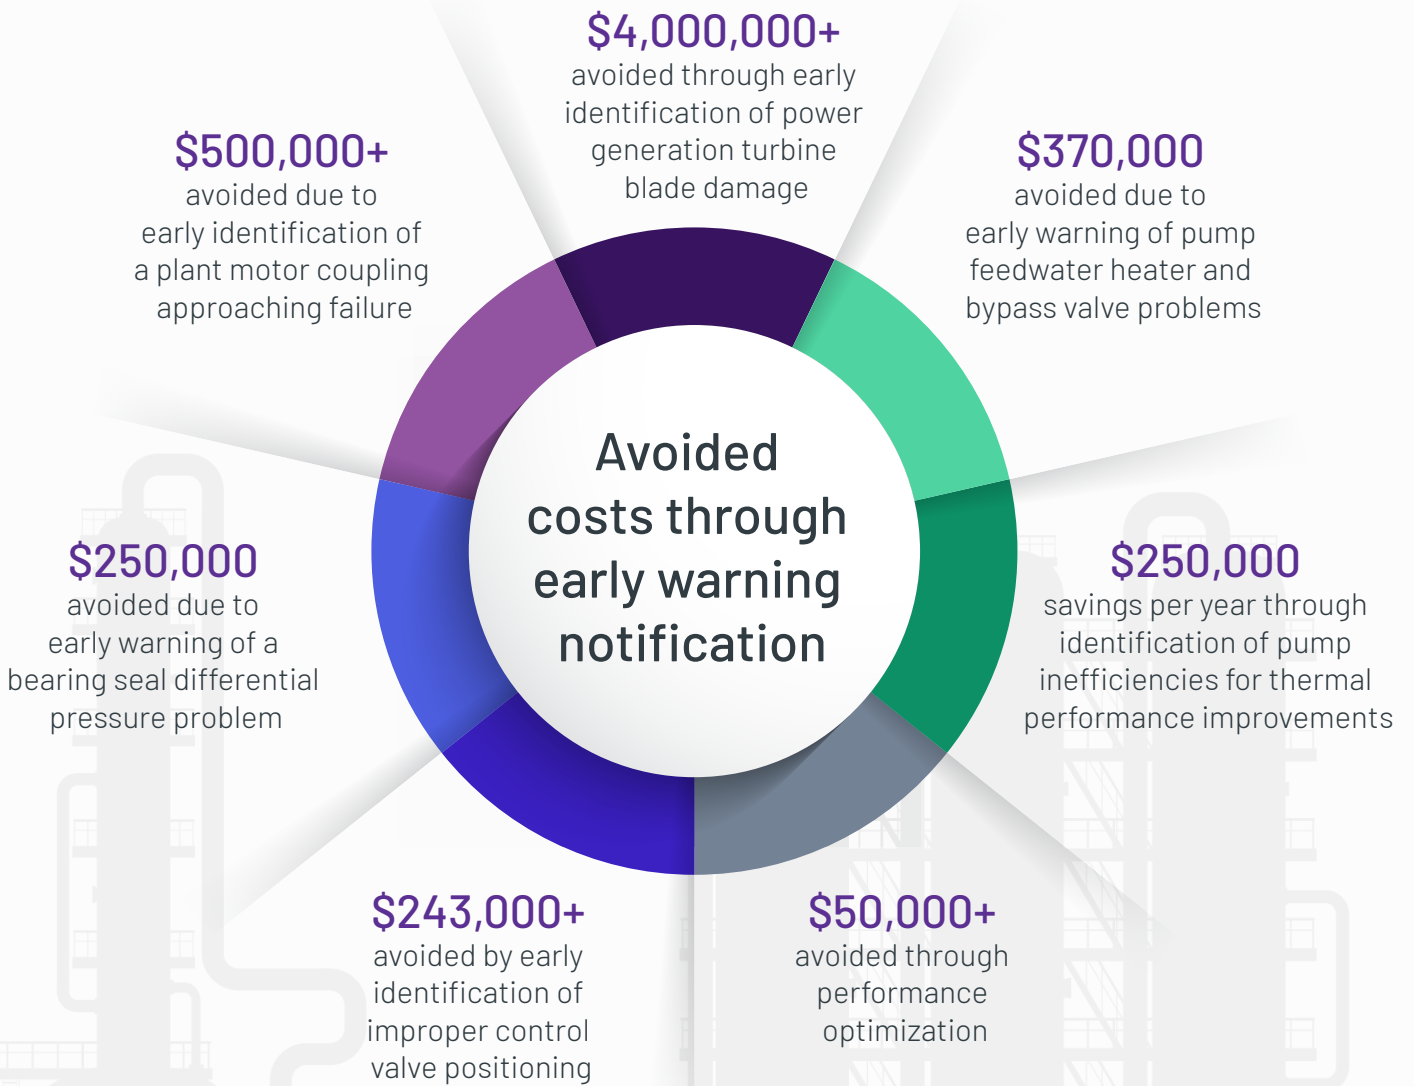 $4,000,000+
avoided through early
identification of power
generation turbine
blade damage
$500,000+
avoided due to
early identification of
a plant motor coupling
approaching failure
$370,000
avoided due to
early warning of pump
feedwater heater and
bypass valve problems
Avoided
costs through
early warning
notification
$250,000
avoided due to
early warning of a
bearing seal differential
pressure problem
$250,000
savings per year through
identification of pump
inefficiencies for thermal
performance improvements
$243,000+
avoided by early
identification of
improper control
valve positioning
$50,000+
avoided through
performance
optimization